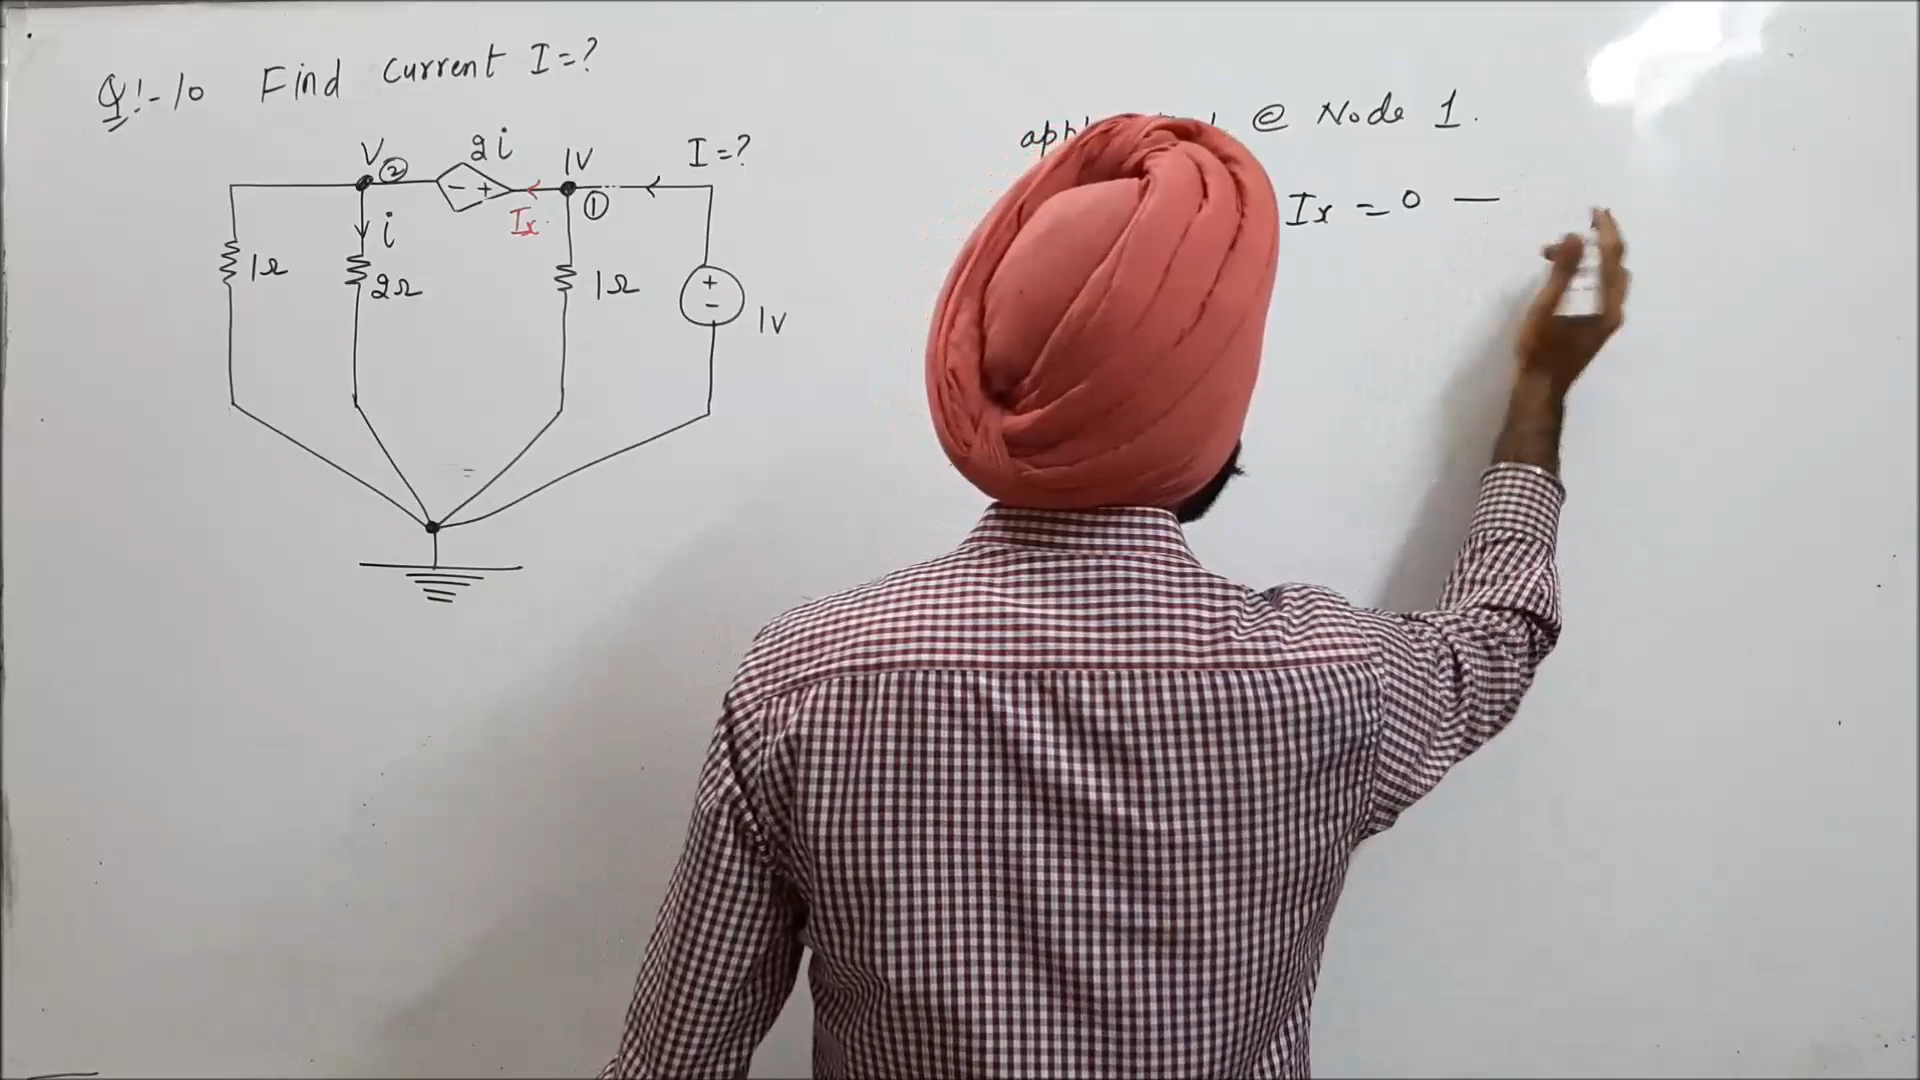 Q!-10 Find Current I=?
V
②
2i
1V
I=?
- +
Ix
①
i
1Ω
2Ω
1Ω
+
-
1V
@ Node 1.
Ix = 0 —